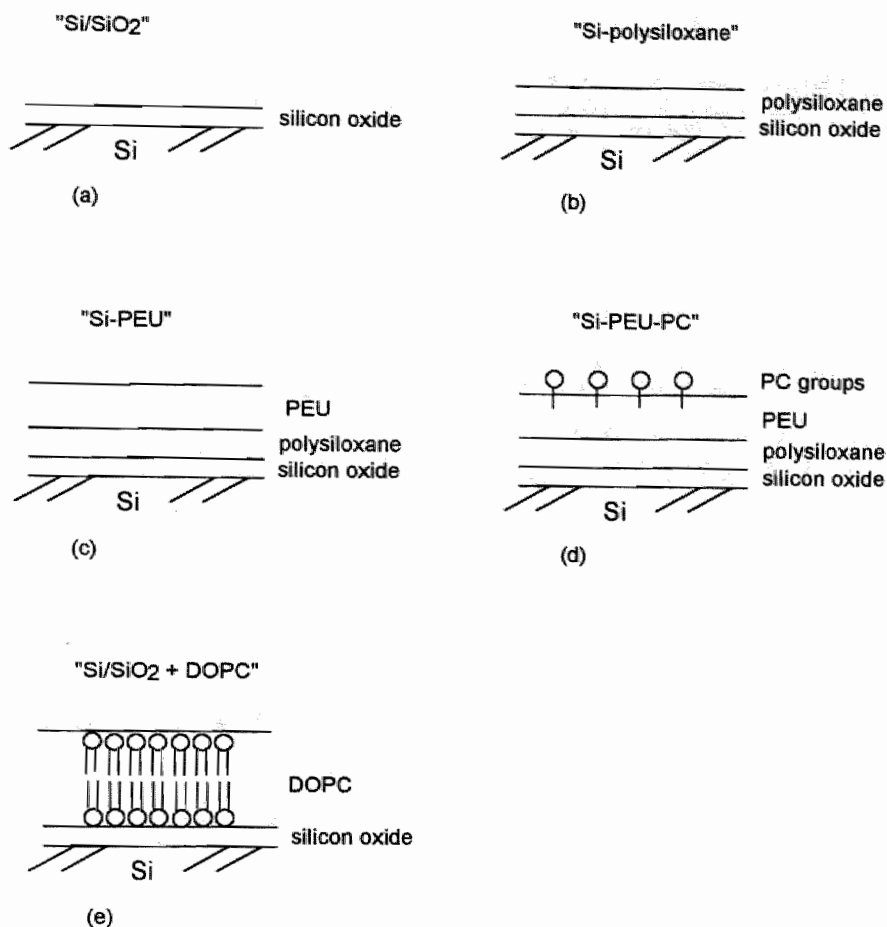 "Si/SiO2"
silicon oxide
Si
(a)
"Si-polysiloxane"
polysiloxane
silicon oxide
Si
(b)
"Si-PEU"
PEU
polysiloxane
silicon oxide
Si
(c)
"Si-PEU-PC"
PC groups
PEU
polysiloxane
silicon oxide
Si
(d)
"Si/SiO2 + DOPC"
DOPC
silicon oxide
Si
(e)